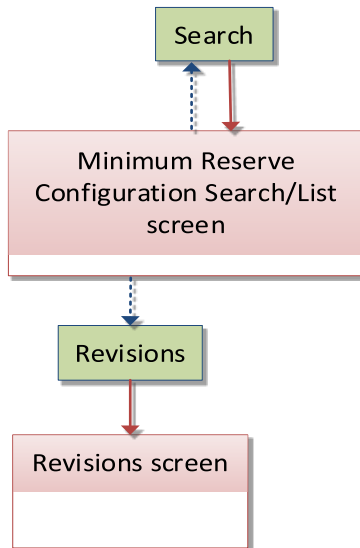 Search
Minimum Reserve
Configuration Search/List
screen
Revisions
Revisions screen